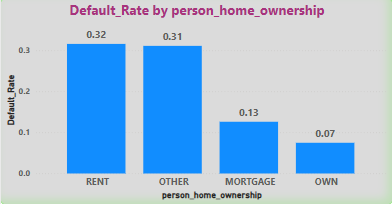 Default_Rate by person_home_ownership
Default_Rate
0.3
0.2
0.1
0.0
0.32
0.31
0.13
0.07
RENT
OTHER
MORTGAGE
OWN
person_home_ownership